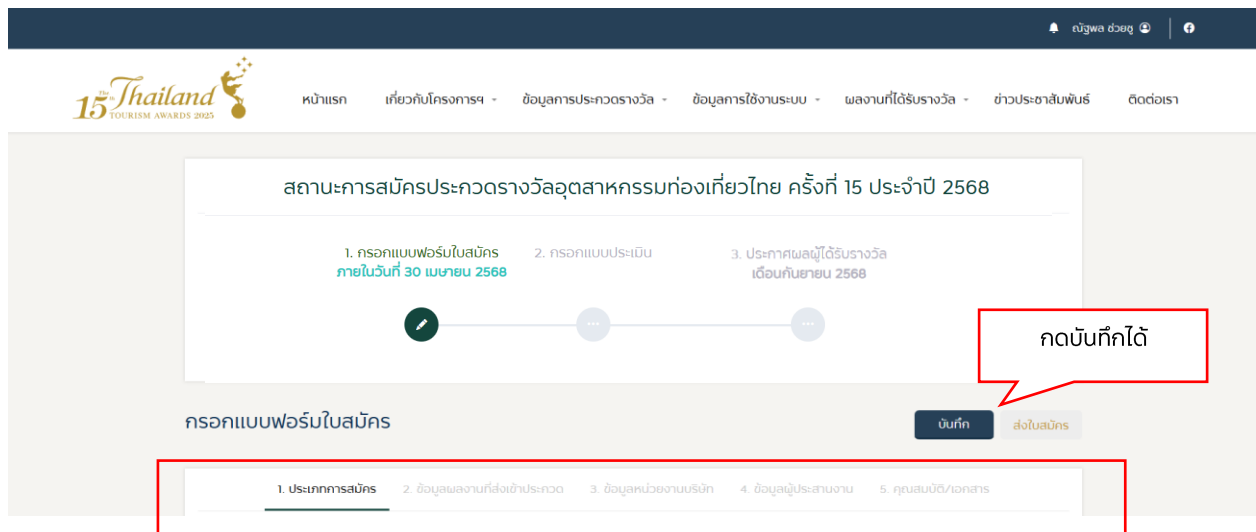 ณัฐพล ช่วยชู
The 15th Thailand
TOURISM AWARDS 2025
หน้าแรก เกี่ยวกับโครงการฯ ข้อมูลการประกวดรางวัล ข้อมูลการใช้งานระบบ ผลงานที่ได้รับรางวัล ข่าวประชาสัมพันธ์ ติดต่อเรา
สถานะการสมัครประกวดรางวัลอุตสาหกรรมท่องเที่ยวไทย ครั้งที่ 15 ประจำปี 2568
1. กรอกแบบฟอร์มใบสมัคร 2. กรอกแบบประเมิน 3. ประกาศผลผู้ได้รับรางวัล
ภายในวันที่ 30 เมษายน 2568 เดือนกันยายน 2568
กดบันทึกได้
กรอกแบบฟอร์มใบสมัคร บันทึก ส่งใบสมัคร
1. ประเภทการสมัคร 2. ข้อมูลผลงานที่ส่งเข้าประกวด 3. ข้อมูลหน่วยงานบริษัท 4. ข้อมูลผู้ประสานงาน 5. คุณสมบัติ/เอกสาร